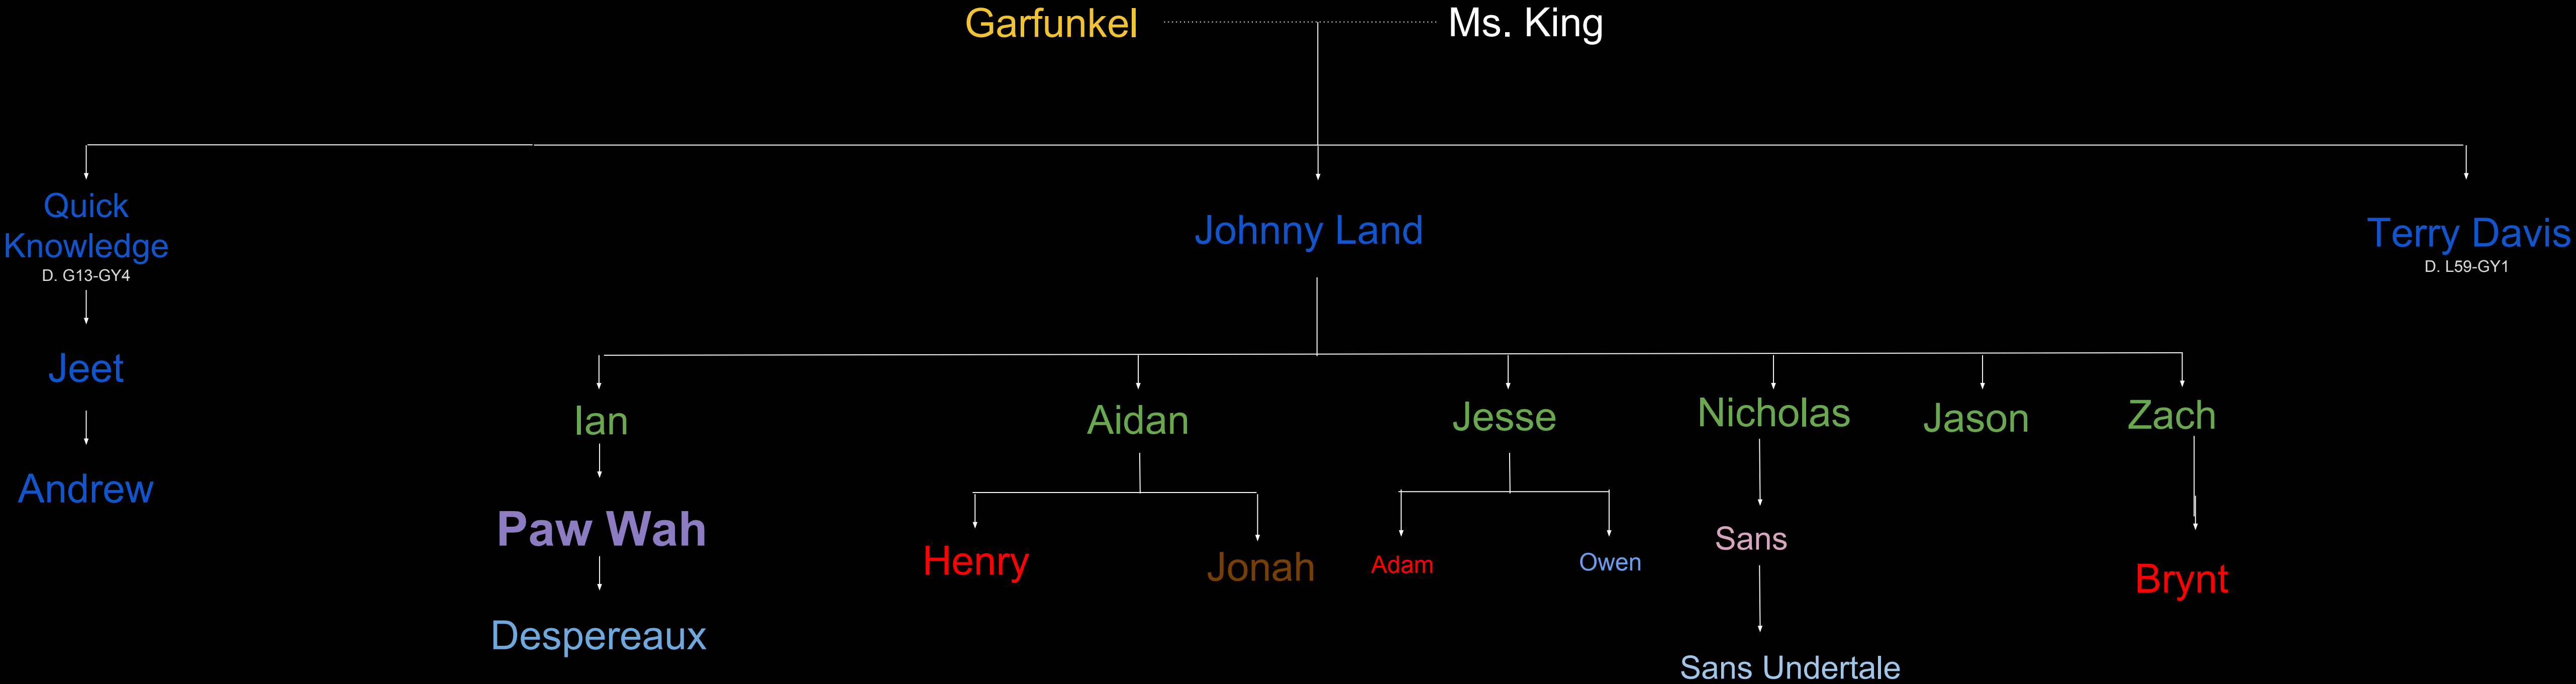 Garfunkel
Ms. King
Quick
Knowledge
D. G13-GY4
Johnny Land
Terry Davis
D. L59-GY1
Jeet
Ian
Aidan
Jesse
Nicholas
Jason
Zach
Andrew
Paw Wah
Henry
Jonah
Adam
Owen
Sans
Brynt
Despereaux
Sans Undertale